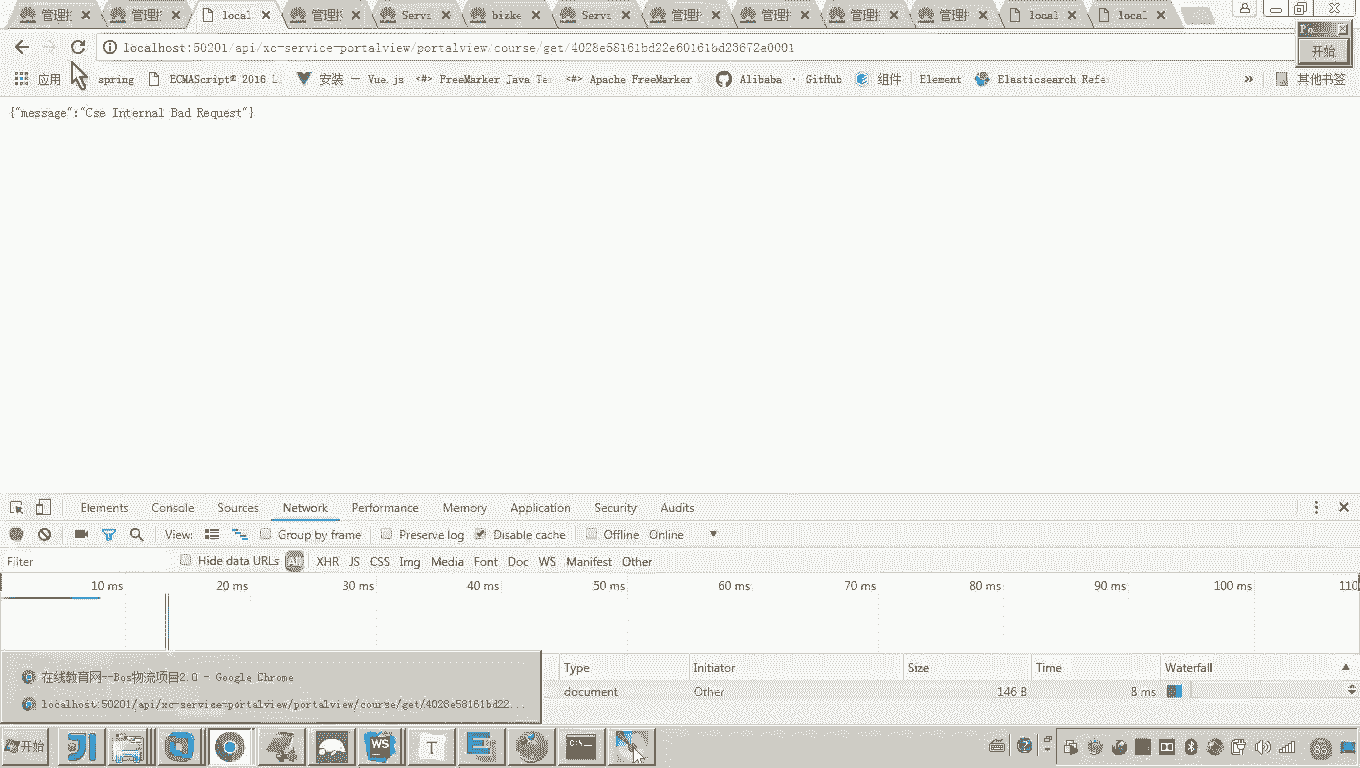 管理控 管理控 local 管理控 Servi bizke Servi 管理控 管理控 管理控 管理控 local local
localhost:50201/api/xc-service-portalview/portalview/course/get/4028e58161bd22e60161bd23672a0001
开始
应用 spring ECMAScript® 2016 L 安装 — Vue.js <#> FreeMarker Java Te <#> Apache FreeMarker Alibaba · GitHub 组件 Element Elasticsearch Refe » 其他书签
{"message":"Cse Internal Bad Request"}
Elements Console Sources Network Performance Memory Application Security Audits
View: Group by frame Preserve log Disable cache Offline Online
Filter Hide data URLs All XHR JS CSS Img Media Font Doc WS Manifest Other
10 ms 20 ms 30 ms 40 ms 50 ms 60 ms 70 ms 80 ms 90 ms 100 ms 110
Type Initiator Size Time Waterfall
在线教育网--Bos物流项目2.0 - Google Chrome
document Other 146 B 8 ms
localhost:50201/api/xc-service-portalview/portalview/course/get/4028e58161bd22...
开始 WS T C:\